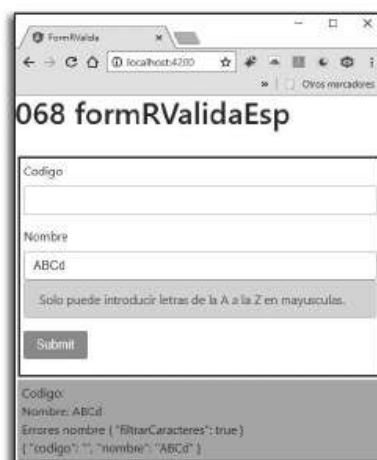 FormRValida
localhost:4200
Otros marcadores
068 formRValidaEsp
Codigo
Nombre
ABCd
Solo puede introducir letras de la A a la Z en mayusculas.
Submit
Codigo:
Nombre: ABCd
Errores nombre { "filtrarCaracteres": true }
{ "codigo": "", "nombre": "ABCd" }